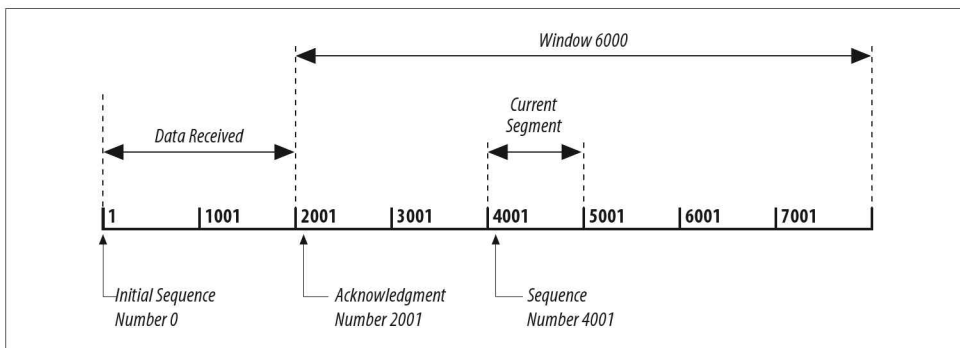 Window 6000
Current
Segment
Data Received
1 1001 2001 3001 4001 5001 6001 7001
Initial Sequence
Number 0
Acknowledgment
Number 2001
Sequence
Number 4001